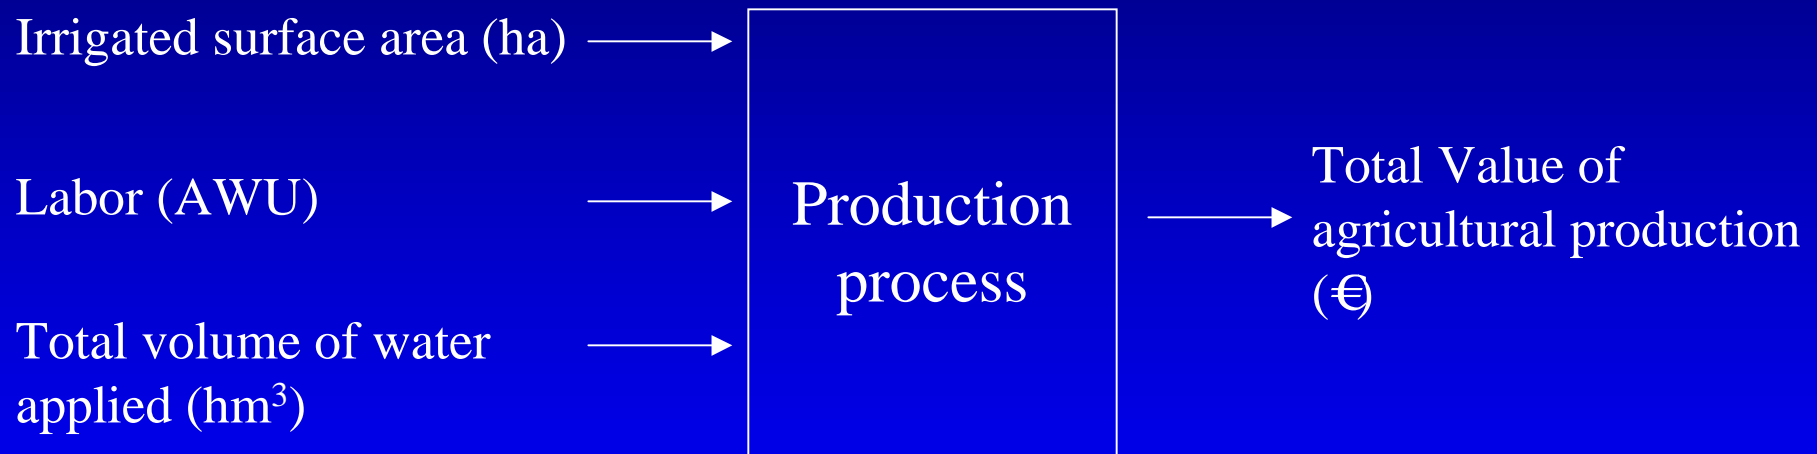 Irrigated surface area (ha)
Labor (AWU)
Total volume of water
applied (hm³)
Production
process
Total Value of
agricultural production
(€)